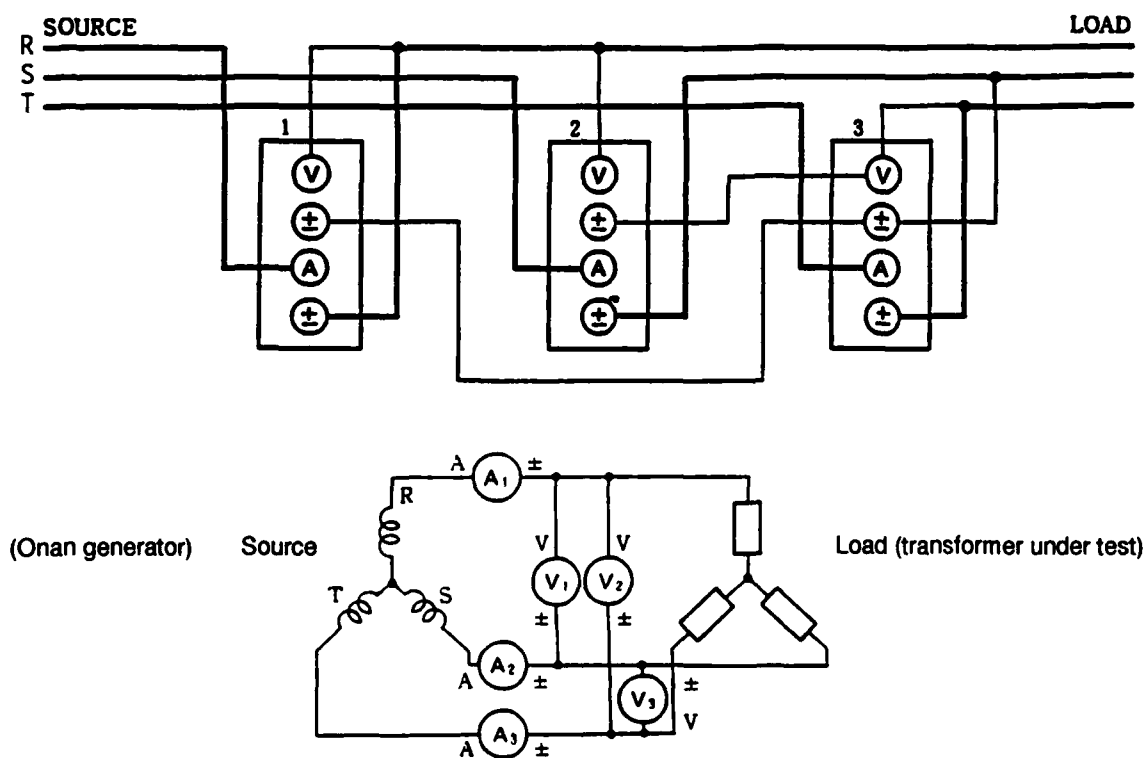 SOURCE LOAD
R
S
T
1 2 3
V V V
± ± ±
A A A
± ± ±
A A₁ ±
R
(Onan generator) Source Load (transformer under test)
V V
V₁ V₂
± ±
T S
A A₂ ± ±
V₃
V
A A₃ ±